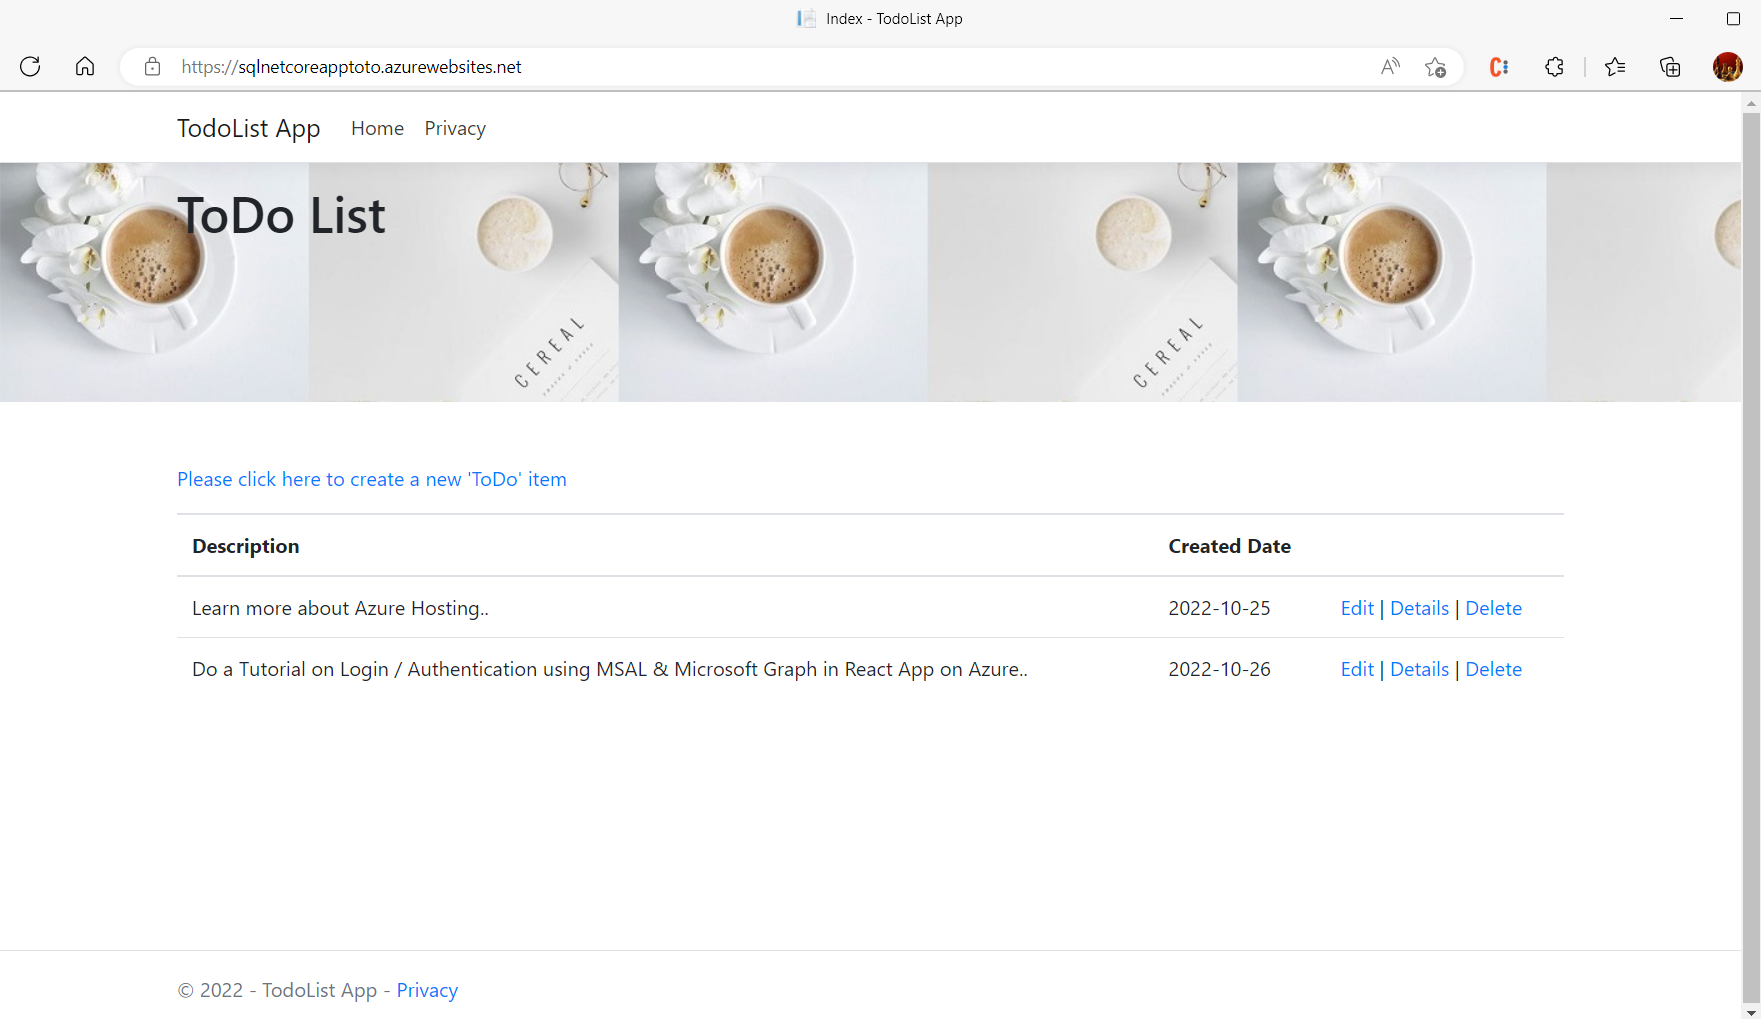 Index - TodoList App
https://sqlnetcoreapptoto.azurewebsites.net
TodoList App Home Privacy
ToDo List
CEREAL
CEREAL
Please click here to create a new 'ToDo' item
Description Created Date
Learn more about Azure Hosting.. 2022-10-25 Edit | Details | Delete
Do a Tutorial on Login / Authentication using MSAL & Microsoft Graph in React App on Azure.. 2022-10-26 Edit | Details | Delete
© 2022 - TodoList App - Privacy